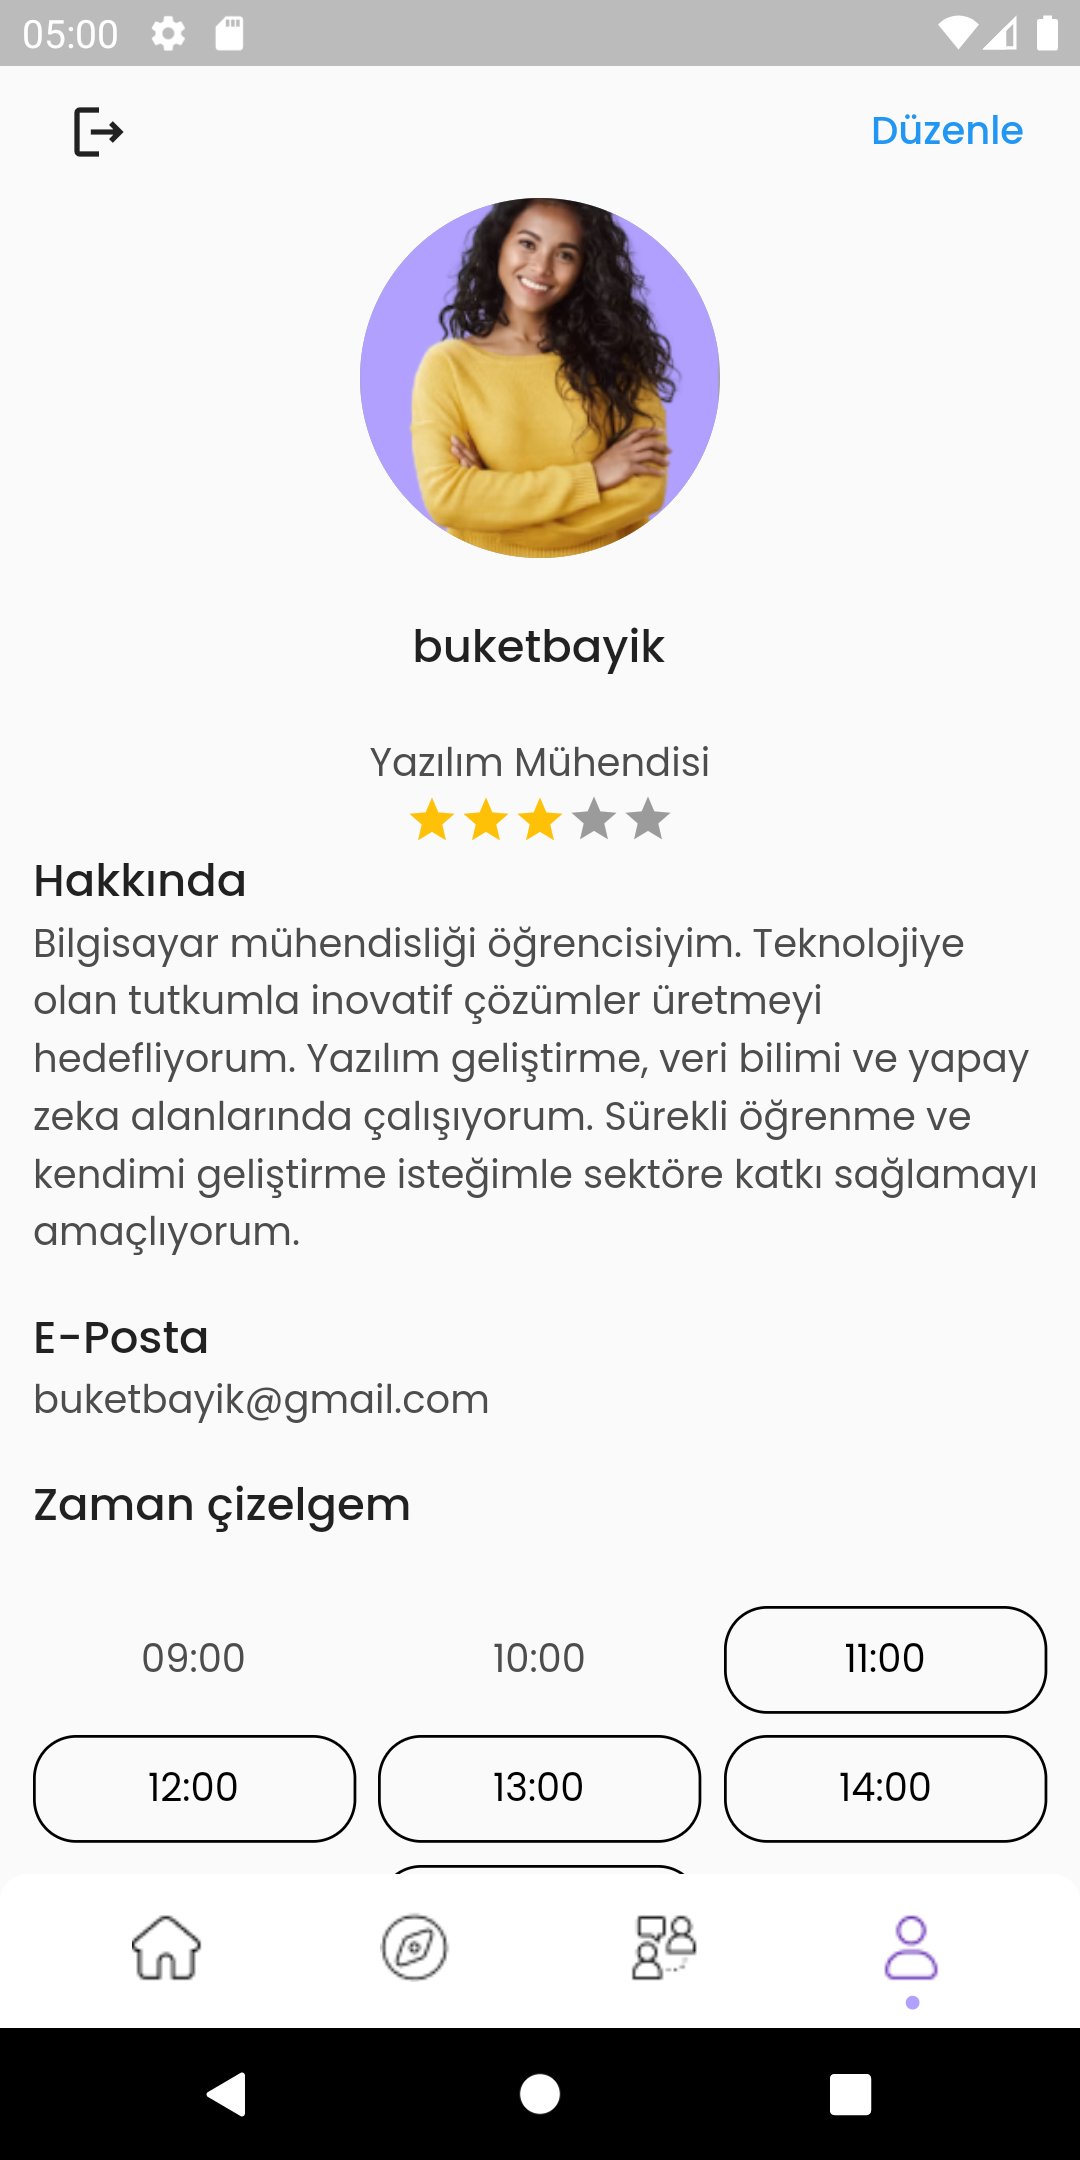 05:00
Düzenle
buketbayik
Yazılım Mühendisi
Hakkında
Bilgisayar mühendisliği öğrencisiyim. Teknolojiye
olan tutkumla inovatif çözümler üretmeyi
hedefliyorum. Yazılım geliştirme, veri bilimi ve yapay
zeka alanlarında çalışıyorum. Sürekli öğrenme ve
kendimi geliştirme isteğimle sektöre katkı sağlamayı
amaçlıyorum.
E-Posta
buketbayik@gmail.com
Zaman çizelgem
09:00 10:00 11:00
12:00 13:00 14:00